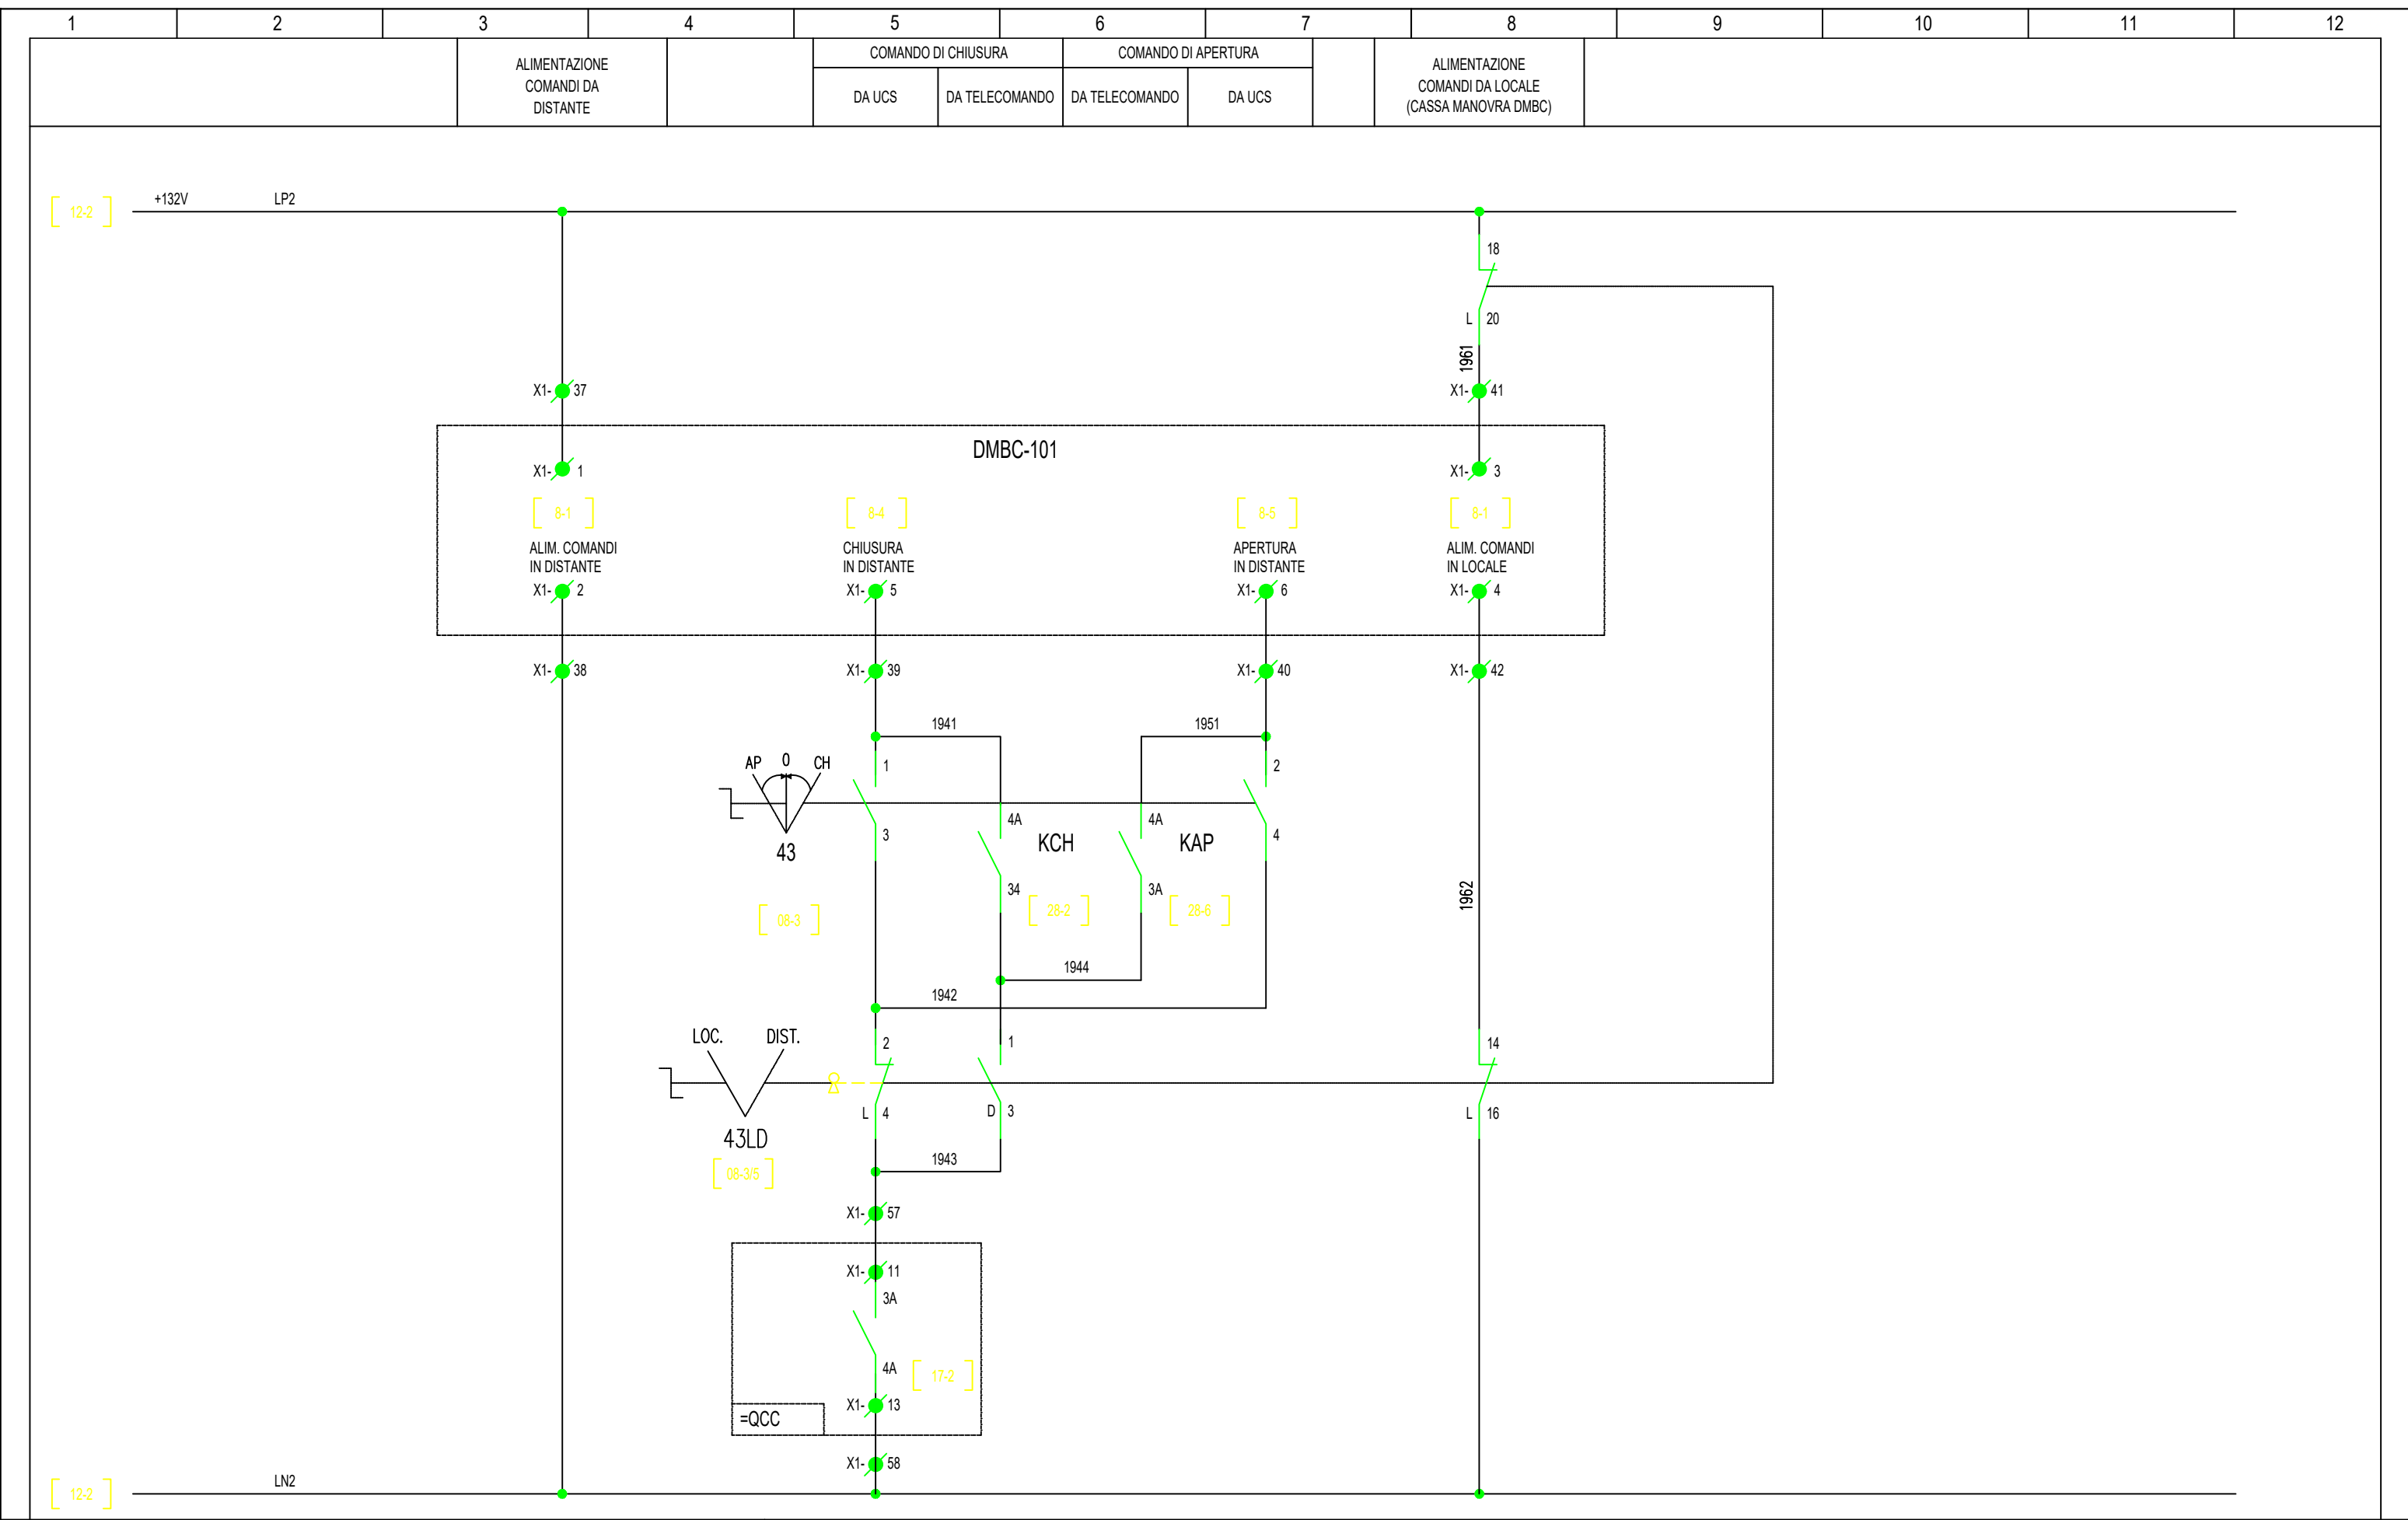 1 2 3 4 5 6 7 8 9 10 11 12
COMANDO DI CHIUSURA COMANDO DI APERTURA
ALIMENTAZIONE
COMANDI DA
DISTANTE
DA UCS DA TELECOMANDO DA TELECOMANDO DA UCS
ALIMENTAZIONE
COMANDI DA LOCALE
(CASSA MANOVRA DMBC)
12-2 +132V LP2
18
L 20
1961
X1- 37 X1- 41
DMBC-101
X1- 1 X1- 3
8-1 8-4 8-5 8-1
ALIM. COMANDI
IN DISTANTE
CHIUSURA
IN DISTANTE
APERTURA
IN DISTANTE
ALIM. COMANDI
IN LOCALE
X1- 2 X1- 5 X1- 6 X1- 4
X1- 38 X1- 39 X1- 40 X1- 42
1941 1951
AP 0 CH 1 2
3 4A 4A 4
43 KCH KAP
34 3A
08-3 28-2 28-6
1962
1944
1942
LOC. DIST. 2 1 14
L 4 D 3 L 16
43LD
1943
08-3/5
X1- 57
X1- 11
3A
4A 17-2
X1- 13
=QCC
X1- 58
12-2 LN2